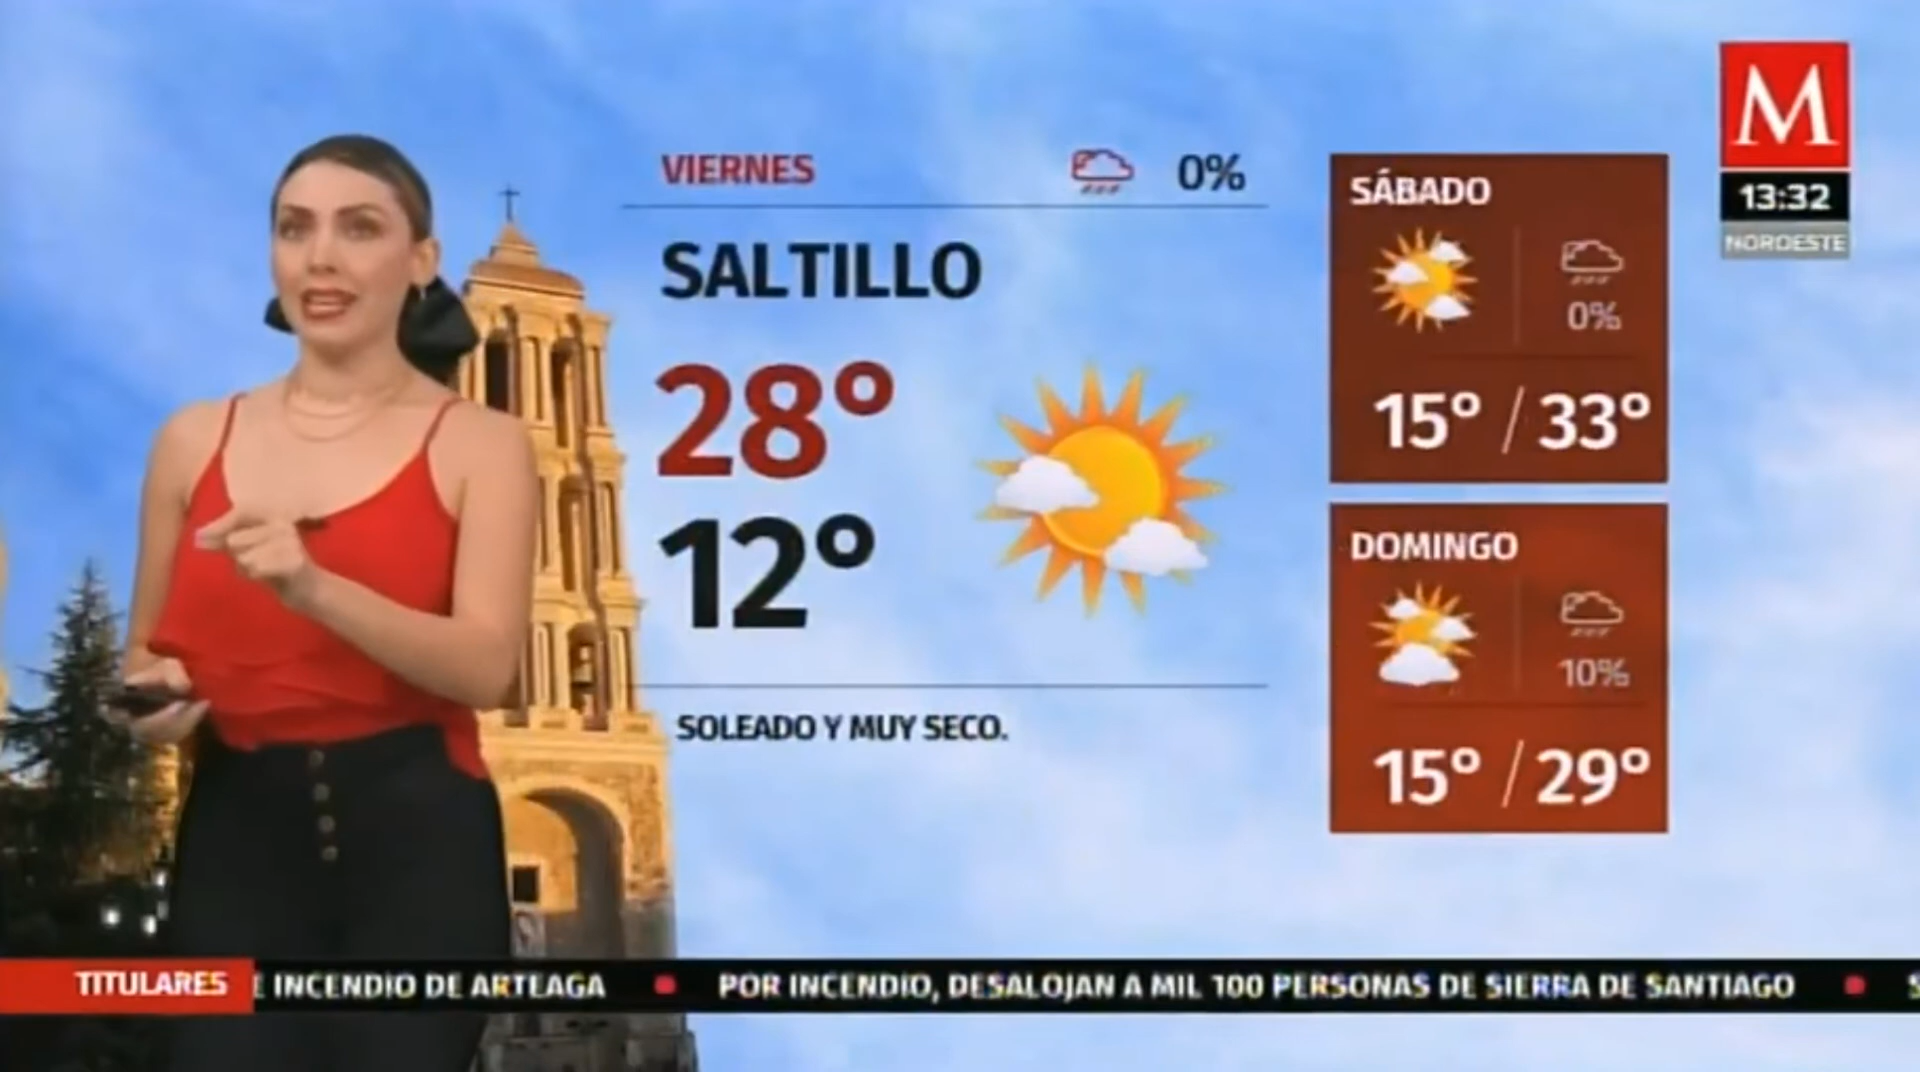 VIERNES 0%
SALTILLO
28°
12°
SOLEADO Y MUY SECO.
SÁBADO
0%
15° / 33°
DOMINGO
10%
15° / 29°
M
13:32
NOROESTE
TITULARES INCENDIO DE ARTEAGA • POR INCENDIO, DESALOJAN A MIL 100 PERSONAS DE SIERRA DE SANTIAGO •